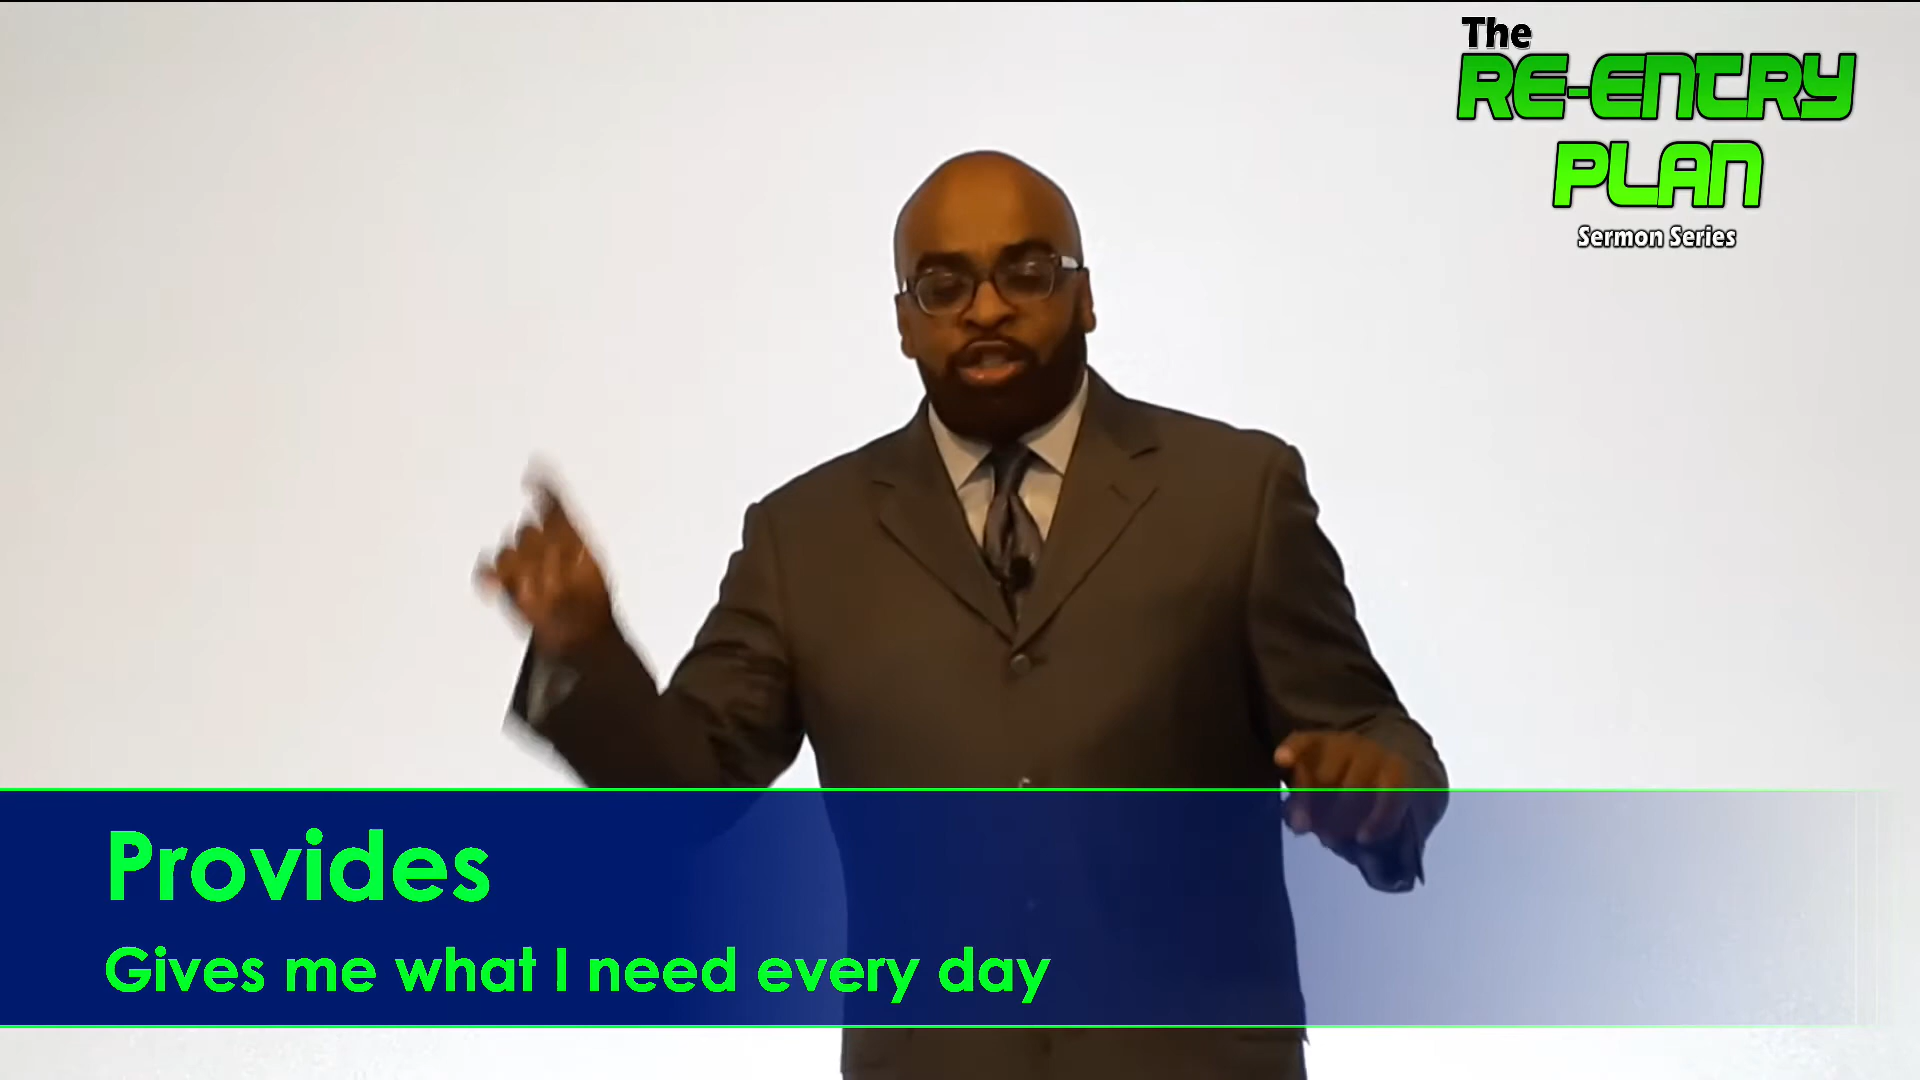 The
RE-ENTRY
PLAN
Sermon Series
Provides
Gives me what I need every day